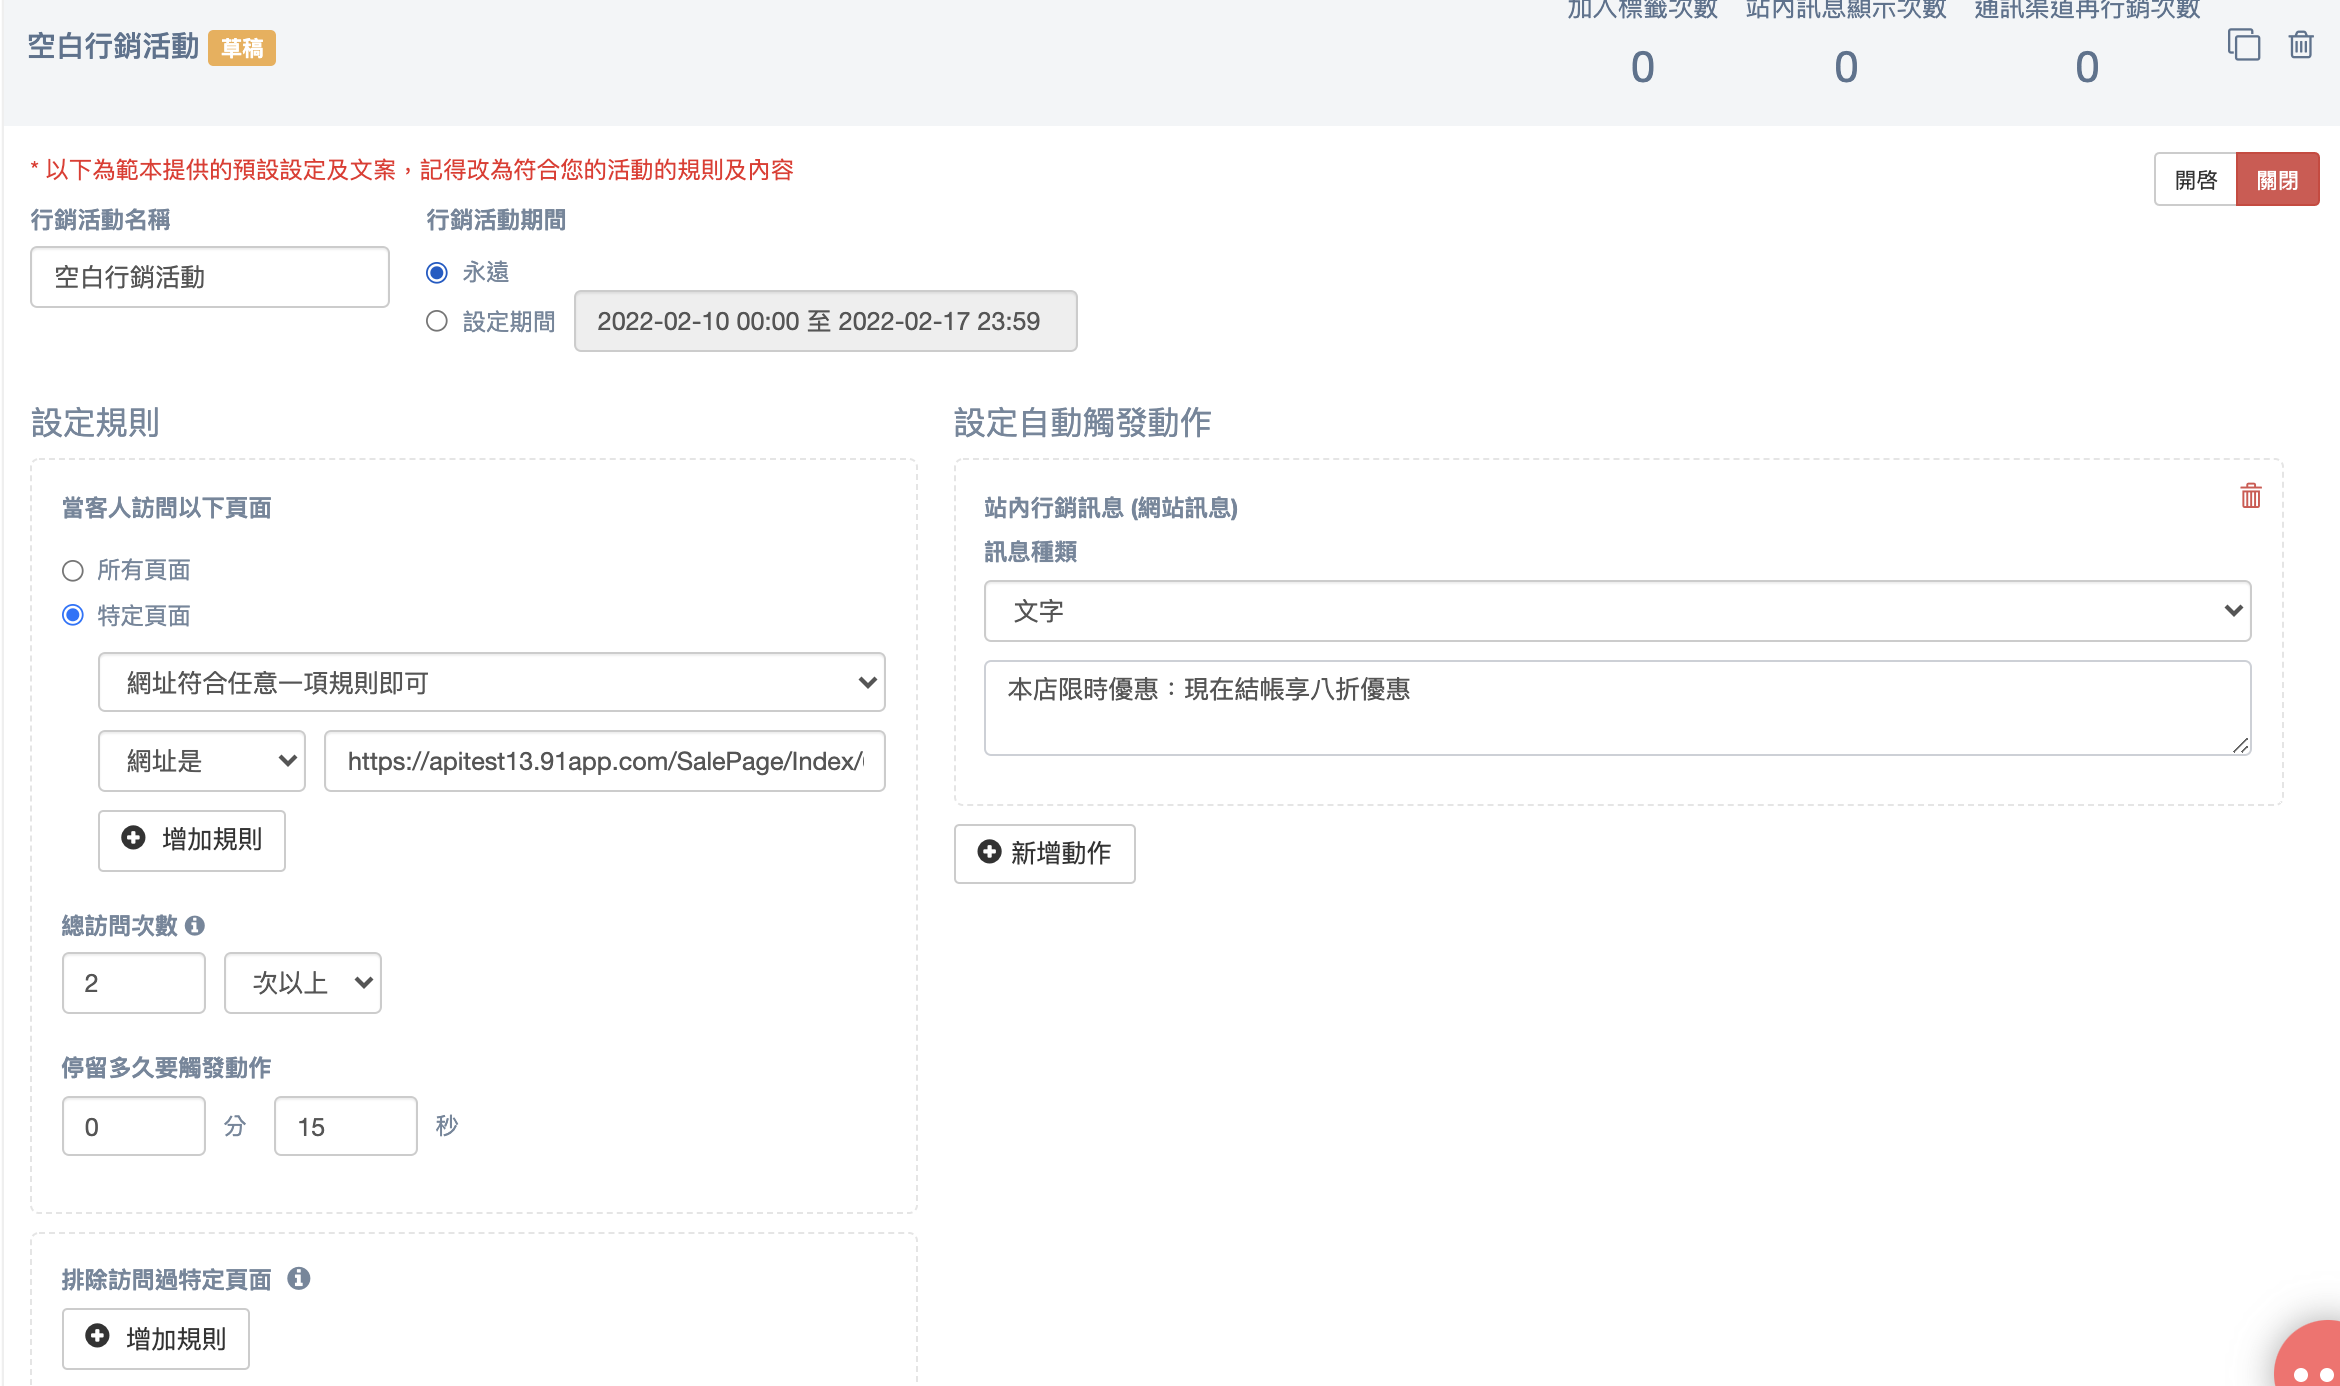 加入標籤次數 站內訊息顯示次數 通訊渠道再行銷次數
空白行銷活動 草稿
0 0 0
* 以下為範本提供的預設設定及文案，記得改為符合您的活動的規則及內容
開啓 關閉
行銷活動名稱 行銷活動期間
空白行銷活動
永遠
設定期間 2022-02-10 00:00 至 2022-02-17 23:59
設定規則
當客人訪問以下頁面
所有頁面
特定頁面
網址符合任意一項規則即可
網址是 https://apitest13.91app.com/SalePage/Index/
增加規則
總訪問次數
2 次以上
停留多久要觸發動作
0 分 15 秒
排除訪問過特定頁面
增加規則
設定自動觸發動作
站內行銷訊息 (網站訊息)
訊息種類
文字
本店限時優惠：現在結帳享八折優惠
新增動作